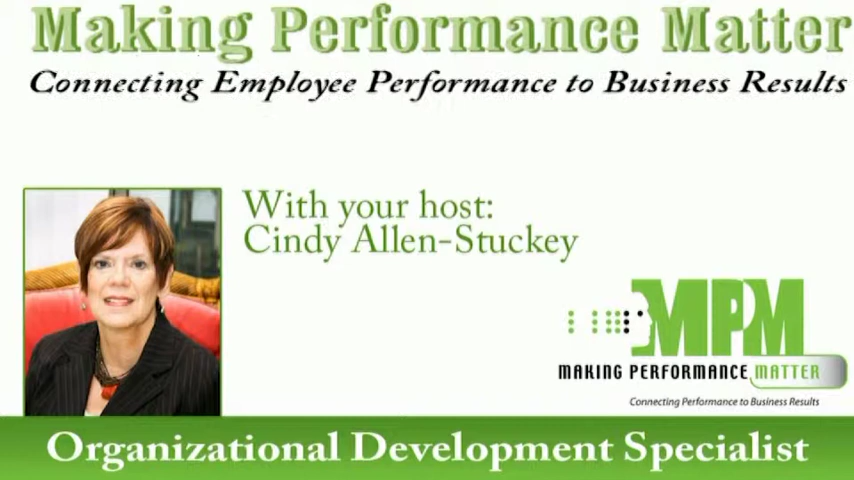 Making Performance Matter
Connecting Employee Performance to Business Results
With your host:
Cindy Allen-Stuckey
MPM
MAKING PERFORMANCE MATTER
Connecting Performance to Business Results
Organizational Development Specialist